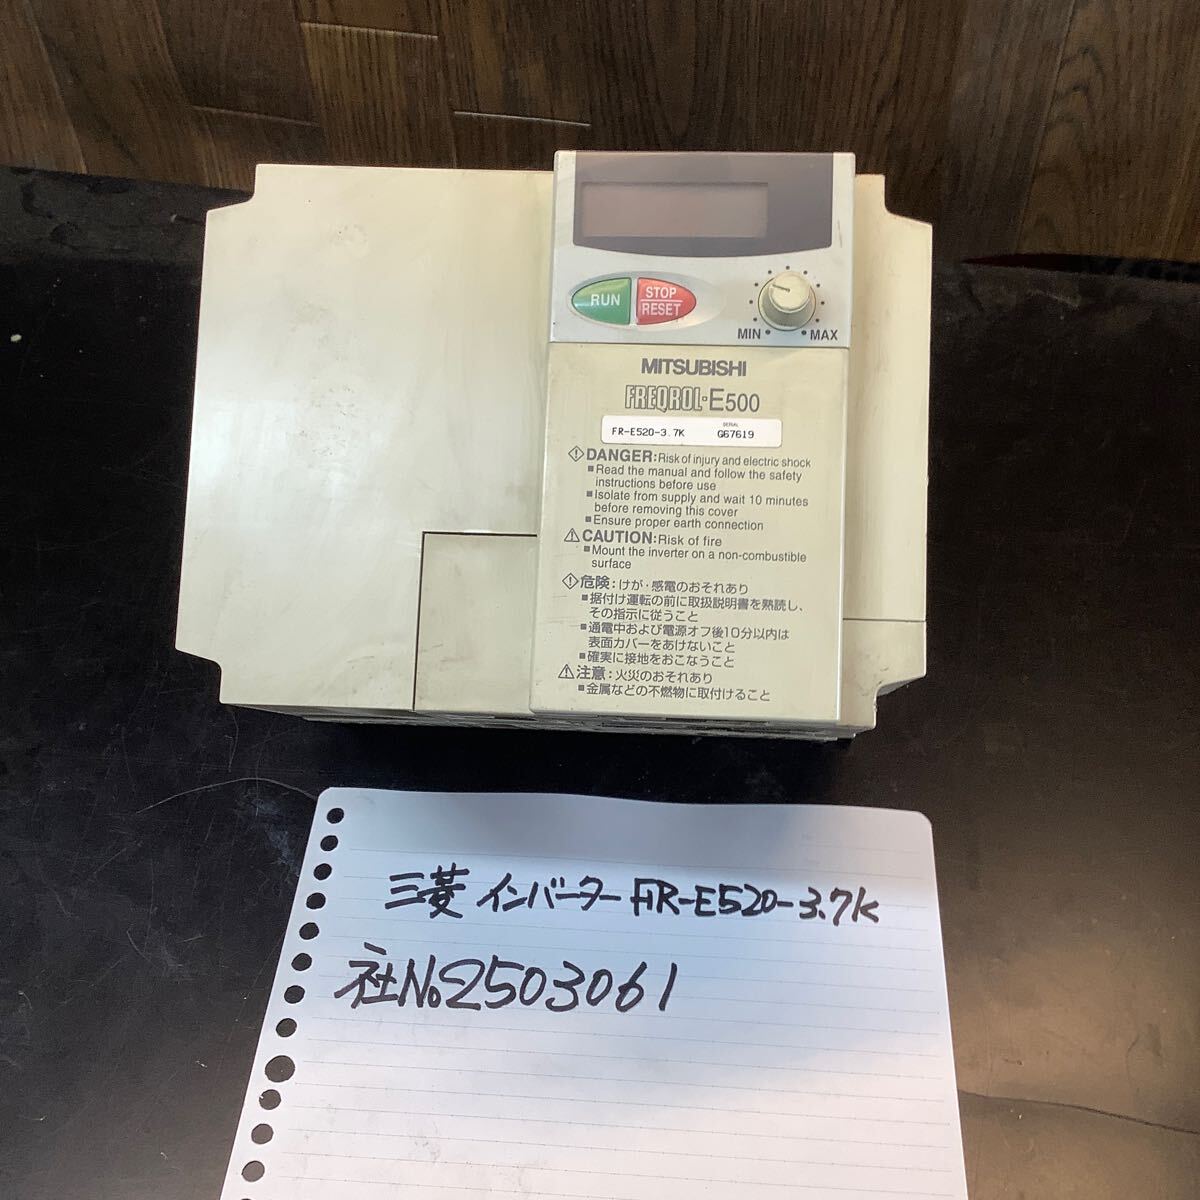 RUN
STOP
RESET
MIN
MAX
MITSUBISHI
FREQROL-E500
SERIAL
FR-E520-3.7K G67619
DANGER:Risk of injury and electric shock
■Read the manual and follow the safety
instructions before use
■Isolate from supply and wait 10 minutes
before removing this cover
■Ensure proper earth connection
CAUTION:Risk of fire
■Mount the inverter on a non-combustible
surface
危険:けが・感電のおそれあり
■据付け運転の前に取扱説明書を熟読し、
その指示に従うこと
■通電中および電源オフ後10分以内は
表面カバーをあけないこと
■確実に接地をおこなうこと
注意:火災のおそれあり
■金属などの不燃物に取付けること
三菱 インバーター FR-E520-3.7K
社No2503061